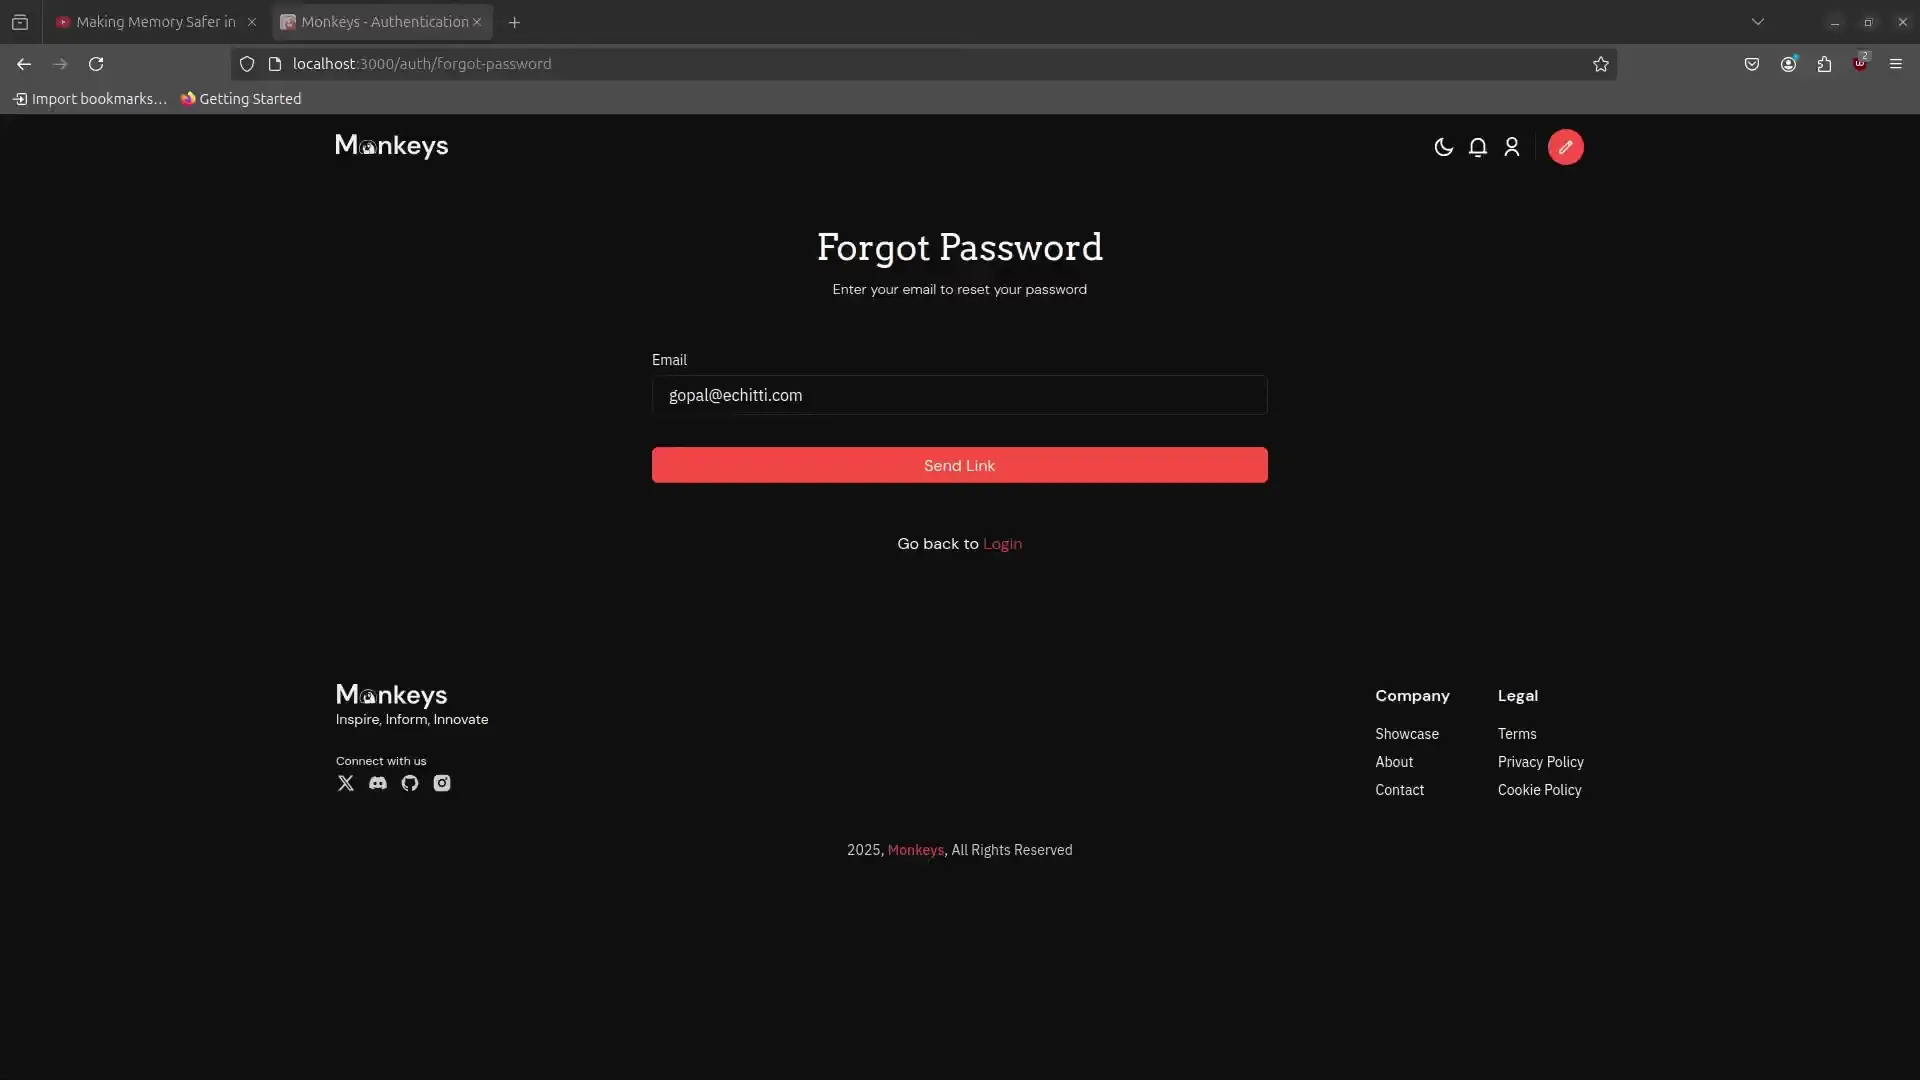 Making Memory Safer in
Monkeys - Authentication
localhost:3000/auth/forgot-password
2
Import bookmarks...
Getting Started
Monkeys
Forgot Password
Enter your email to reset your password
Email
gopal@echitti.com
Send Link
Go back to Login
Monkeys
Inspire, Inform, Innovate
Connect with us
Company
Showcase
About
Contact
Legal
Terms
Privacy Policy
Cookie Policy
2025, Monkeys, All Rights Reserved